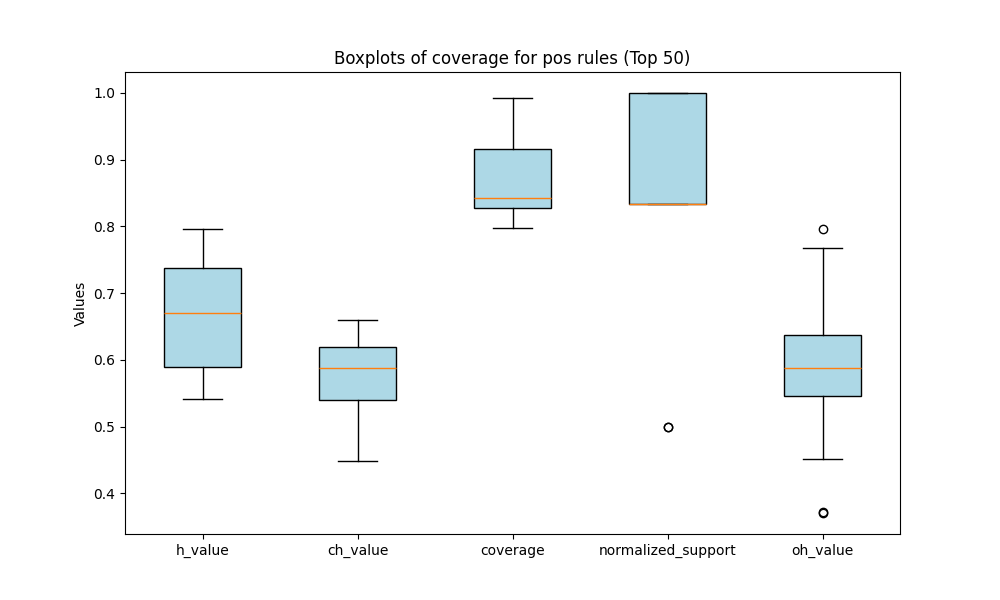 Boxplots of coverage for pos rules (Top 50)
Values
1.0
0.9
0.8
0.7
0.6
0.5
0.4
h_value ch_value coverage normalized_support oh_value